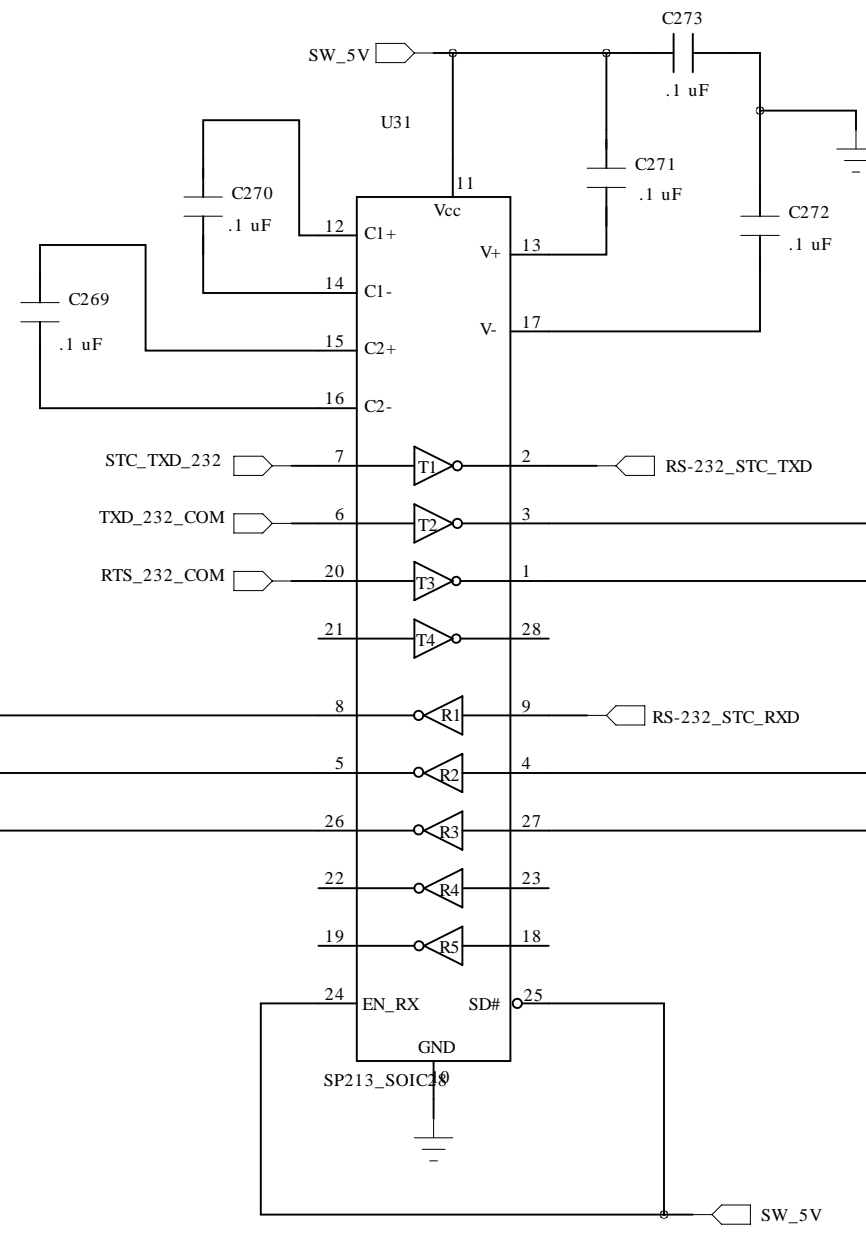 C273
SW_5V
.1 uF
U31
C271
.1 uF
11
Vcc
C270
.1 uF
C272
.1 uF
12 C1+
V+ 13
14 C1-
C269
.1 uF
15 C2+
V- 17
16 C2-
STC_TXD_232 7 T1 2 RS-232_STC_TXD
TXD_232_COM 6 T2 3
RTS_232_COM 20 T3 1
21 T4 28
8 R1 9 RS-232_STC_RXD
5 R2 4
26 R3 27
22 R4 23
19 R5 18
24 EN_RX SD# 25
GND
SP213_SOIC28
10
SW_5V